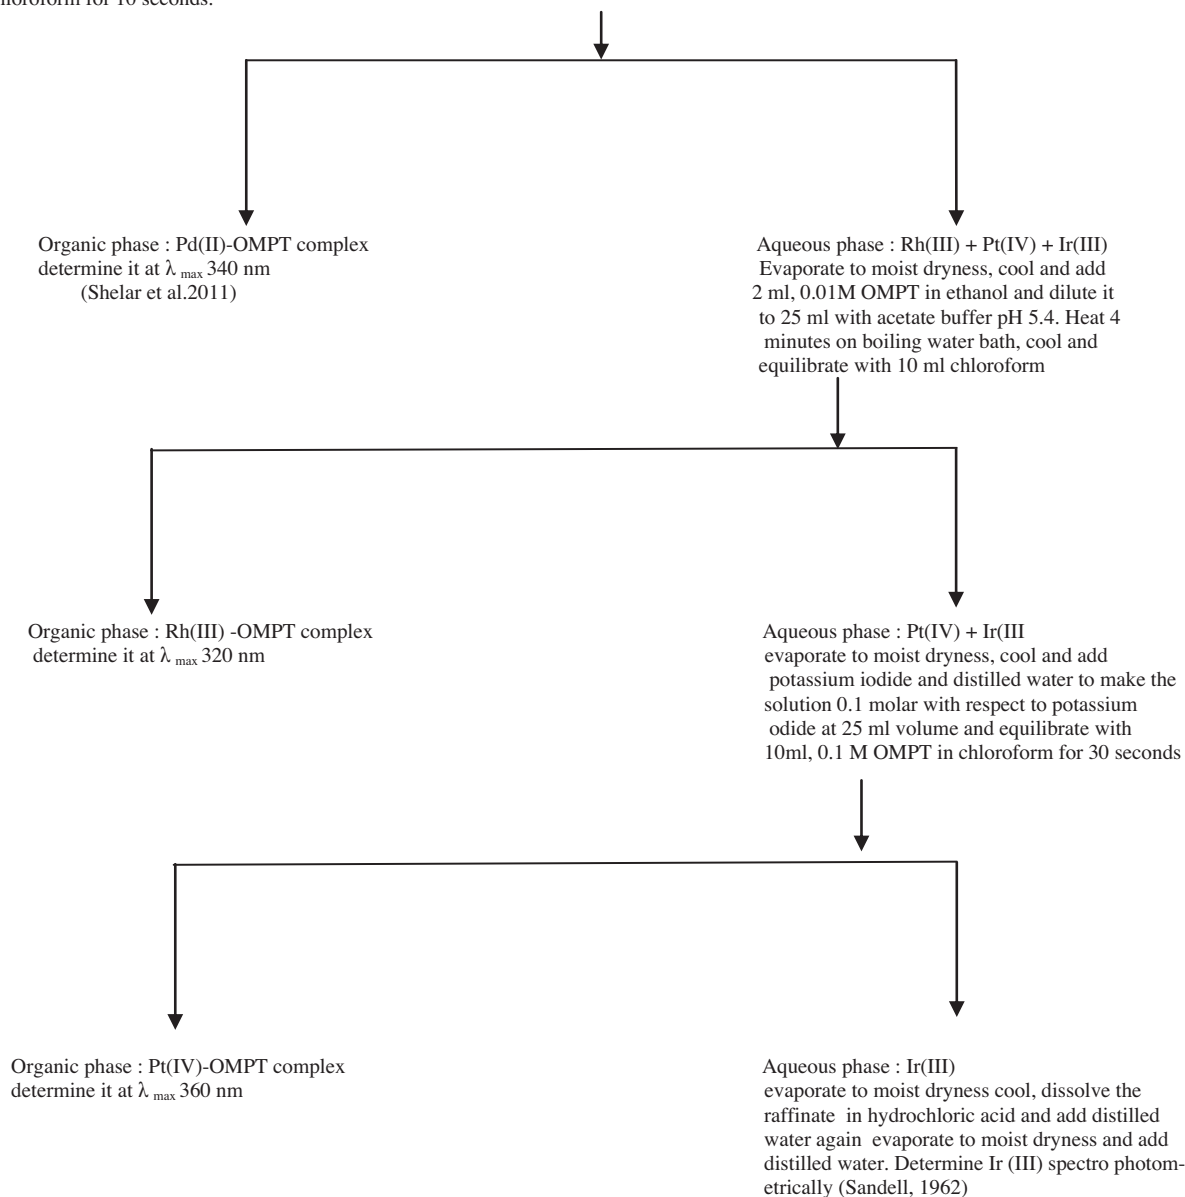 for 10 seconds.
Organic phase : Pd(II)-OMPT complex
determine it at λ max 340 nm
(Shelar et al.2011)
Aqueous phase : Rh(III) + Pt(IV) + Ir(III)
Evaporate to moist dryness, cool and add
2 ml, 0.01M OMPT in ethanol and dilute it
to 25 ml with acetate buffer pH 5.4. Heat 4
minutes on boiling water bath, cool and
equilibrate with 10 ml chloroform
Organic phase : Rh(III) -OMPT complex
determine it at λ max 320 nm
Aqueous phase : Pt(IV) + Ir(III
evaporate to moist dryness, cool and add
potassium iodide and distilled water to make the
solution 0.1 molar with respect to potassium
odide at 25 ml volume and equilibrate with
10ml, 0.1 M OMPT in chloroform for 30 seconds
Organic phase : Pt(IV)-OMPT complex
determine it at λ max 360 nm
Aqueous phase : Ir(III)
evaporate to moist dryness cool, dissolve the
raffinate in hydrochloric acid and add distilled
water again evaporate to moist dryness and add
distilled water. Determine Ir (III) spectro photom-
etrically (Sandell, 1962)